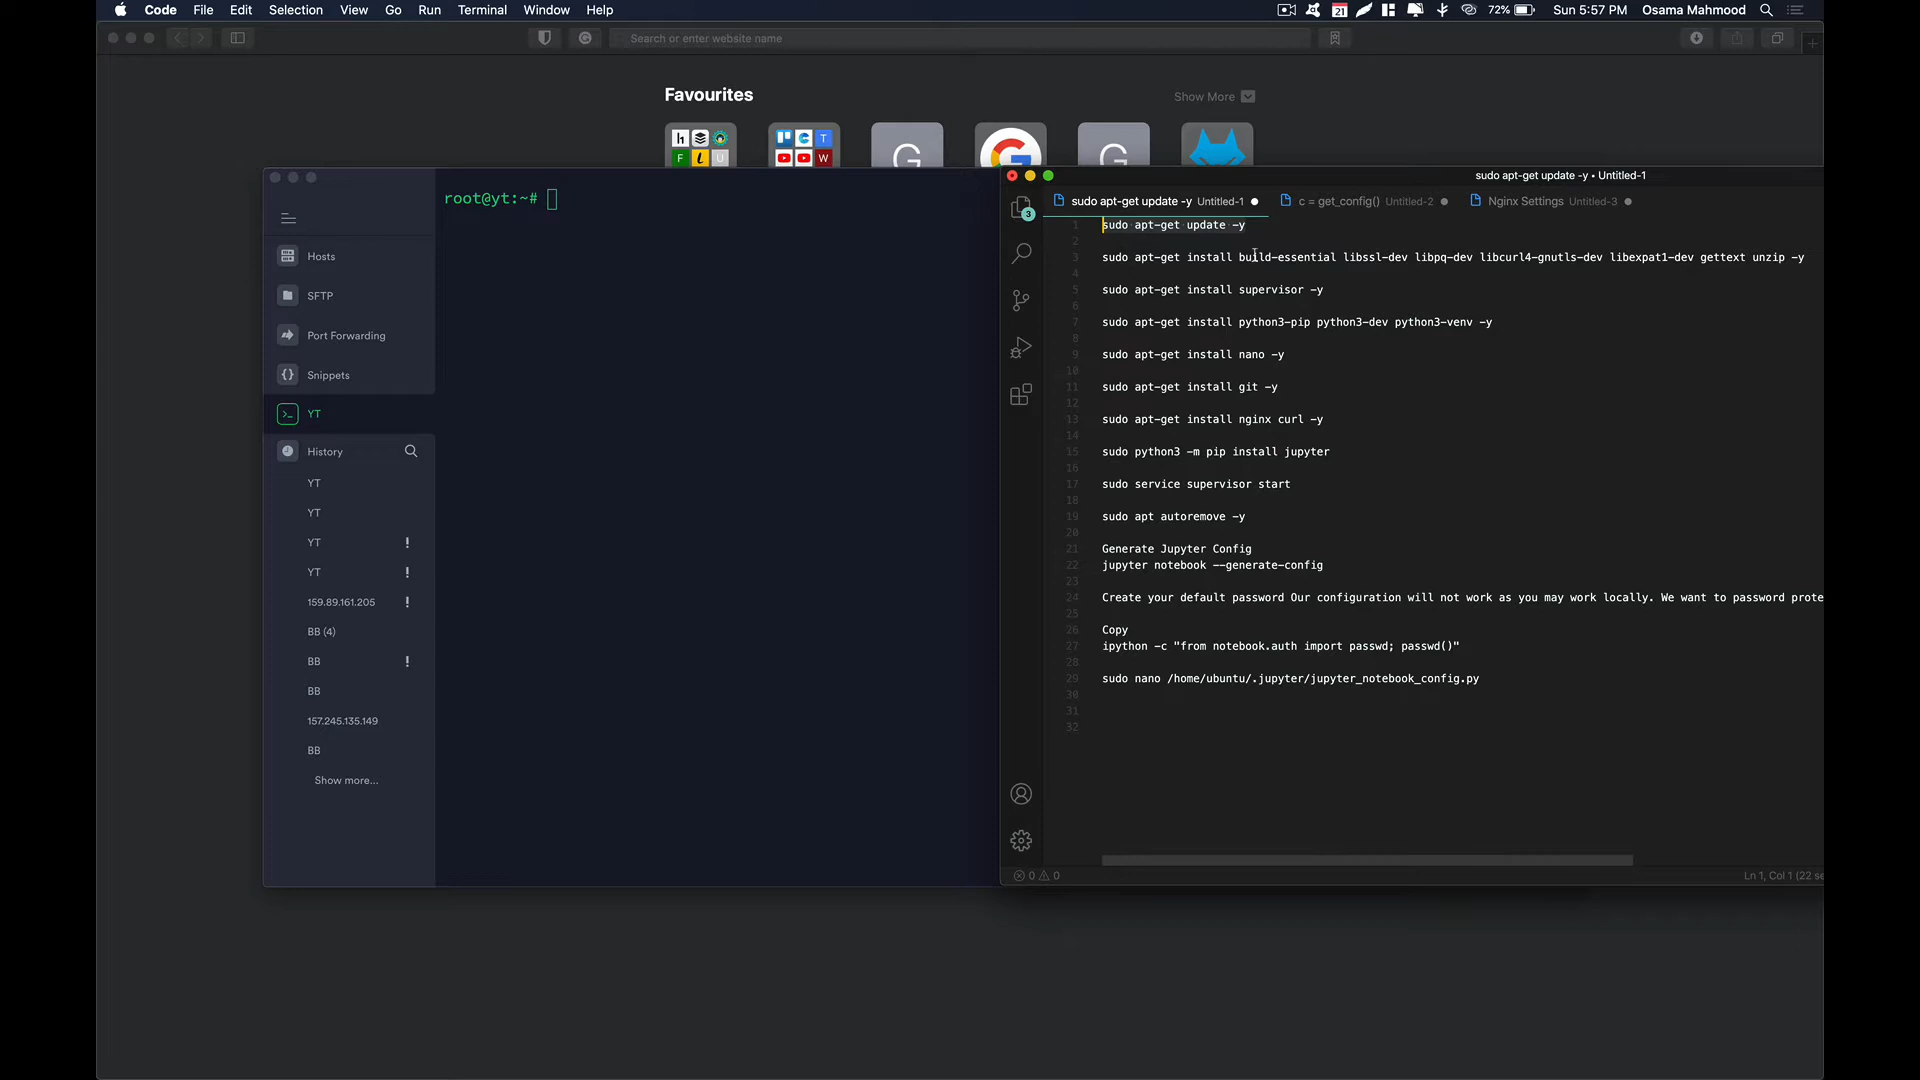 Code File Edit Selection View Go Run Terminal Window Help
21 72% Sun 5:57 PM Osama Mahmood
Search or enter website name
Favourites
Show More
h
F L U
T
W
G
G
G
root@yt:~#
Hosts
SFTP
Port Forwarding
Snippets
YT
History
YT
YT
YT !
YT !
159.89.161.205 !
BB (4)
BB !
BB
157.245.135.149
BB
Show more...
sudo apt-get update -y • Untitled-1
sudo apt-get update -y Untitled-1 c = get_config() Untitled-2 Nginx Settings Untitled-3
3
1 sudo apt-get update -y
2
3 sudo apt-get install build-essential libssl-dev libpq-dev libcurl4-gnutls-dev libexpat1-dev gettext unzip -y
4
5 sudo apt-get install supervisor -y
6
7 sudo apt-get install python3-pip python3-dev python3-venv -y
8
9 sudo apt-get install nano -y
10
11 sudo apt-get install git -y
12
13 sudo apt-get install nginx curl -y
14
15 sudo python3 -m pip install jupyter
16
17 sudo service supervisor start
18
19 sudo apt autoremove -y
20
21 Generate Jupyter Config
22 jupyter notebook --generate-config
23
24 Create your default password Our configuration will not work as you may work locally. We want to password prote
25
26 Copy
27 ipython -c "from notebook.auth import passwd; passwd()"
28
29 sudo nano /home/ubuntu/.jupyter/jupyter_notebook_config.py
30
31
32
0 0
Ln 1, Col 1 (22 se